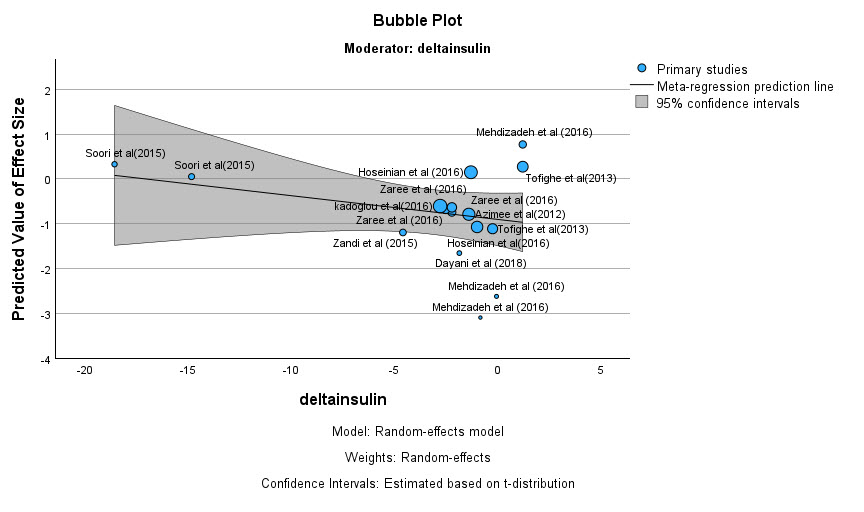 Bubble Plot
Moderator: deltainsulin
Primary studies
Meta-regression prediction line
95% confidence intervals
Predicted Value of Effect Size
2
1
0
-1
-2
-3
-4
Mehdizadeh et al (2016)
Soori et al(2015)
Soori et al(2015)
Hoseinian et al (2016)
Tofighe et al(2013)
Zaree et al (2016)
Zaree et al (2016)
kadoglou et al(2016)
Azimee et al(2012)
Zaree et al (2016)
Tofighe et al(2013)
Zandi et al (2015)
Hoseinian et al(2016)
Dayani et al (2018)
Mehdizadeh et al (2016)
Mehdizadeh et al (2016)
-20 -15 -10 -5 0 5
deltainsulin
Model: Random-effects model
Weights: Random-effects
Confidence Intervals: Estimated based on t-distribution